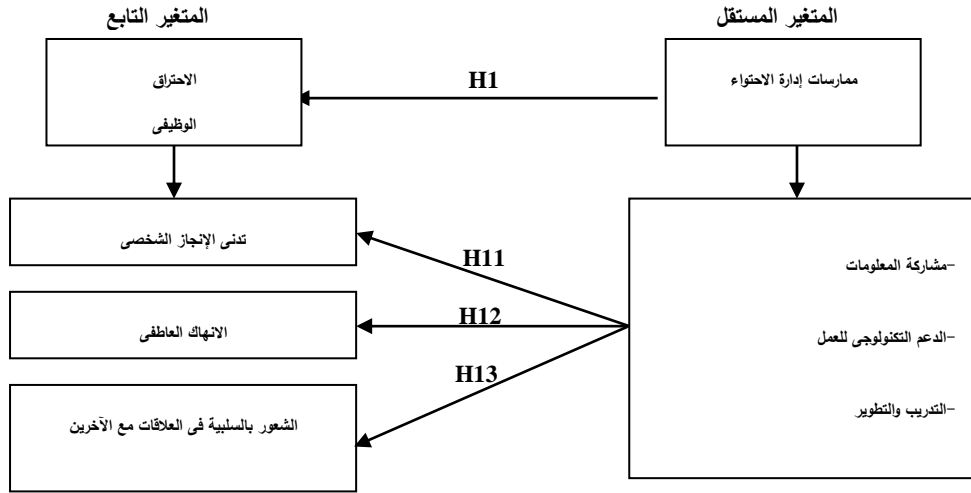 المتغير المستقل
المتغير التابع
ممارسات إدارة الاحتواء
H1
الاحتراق
الوظيفى
-مشاركة المعلومات
-الدعم التكنولوجى للعمل
-التدريب والتطوير
H11
H12
H13
تدنى الإنجاز الشخصى
الانهاك العاطفى
الشعور بالسلبية فى العلاقات مع الآخرين